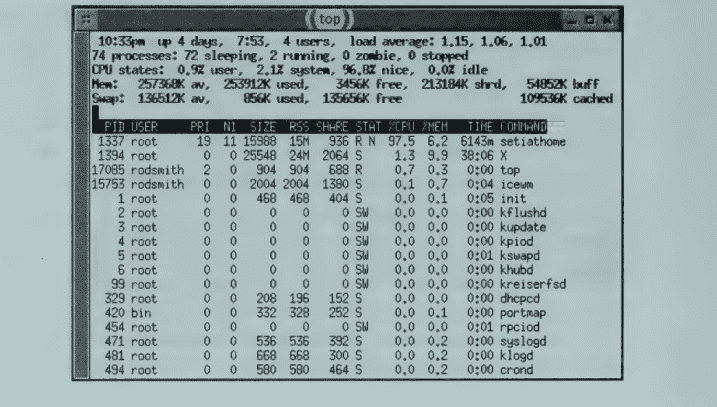 top
10:33pm up 4 days, 7:53, 4 users, load average: 1.15, 1.06, 1.01
74 processes: 72 sleeping, 2 running, 0 zombie, 0 stopped
CPU states: 0.9% user, 2.1% system, 96.8% nice, 0.0% idle
Mem: 257368K av, 253912K used, 3456K free, 213184K shrd, 54852K buff
Swap: 136512K av, 856K used, 135656K free 109536K cached
PID USER PRI NI SIZE RSS SHARE STAT %CPU %MEM TIME COMMAND
1337 root 19 11 15988 15M 936 R N 97.5 6.2 6143m setiathome
1394 root 0 0 25548 24M 2064 S 1.3 9.9 38:06 X
17085 rodsmith 2 0 904 904 688 R 0.7 0.3 0:00 top
15753 rodsmith 0 0 2004 2004 1380 S 0.1 0.7 0:04 icewm
1 root 0 0 468 468 404 S 0.0 0.1 0:05 init
2 root 0 0 0 0 0 SW 0.0 0.0 0:00 kflushd
3 root 0 0 0 0 0 SW 0.0 0.0 0:00 kupdate
4 root 0 0 0 0 0 SW 0.0 0.0 0:00 kpiod
5 root 0 0 0 0 0 SW 0.0 0.0 0:01 kswapd
6 root 0 0 0 0 0 SW 0.0 0.0 0:00 khubd
99 root 0 0 0 0 0 SW 0.0 0.0 0:00 kreiserfsd
329 root 0 0 208 196 152 S 0.0 0.0 0:00 dhcpcd
420 bin 0 0 332 328 252 S 0.0 0.1 0:00 portmap
454 root 0 0 0 0 0 SW 0.0 0.0 0:01 rpciod
471 root 0 0 536 536 392 S 0.0 0.2 0:00 syslogd
481 root 0 0 668 668 300 S 0.0 0.2 0:00 klogd
494 root 0 0 580 580 464 S 0.0 0.2 0:00 crond